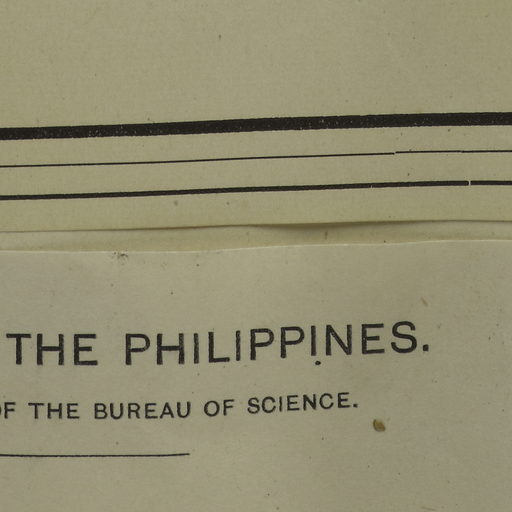 THE PHILIPPINES.
OF THE BUREAU OF SCIENCE.